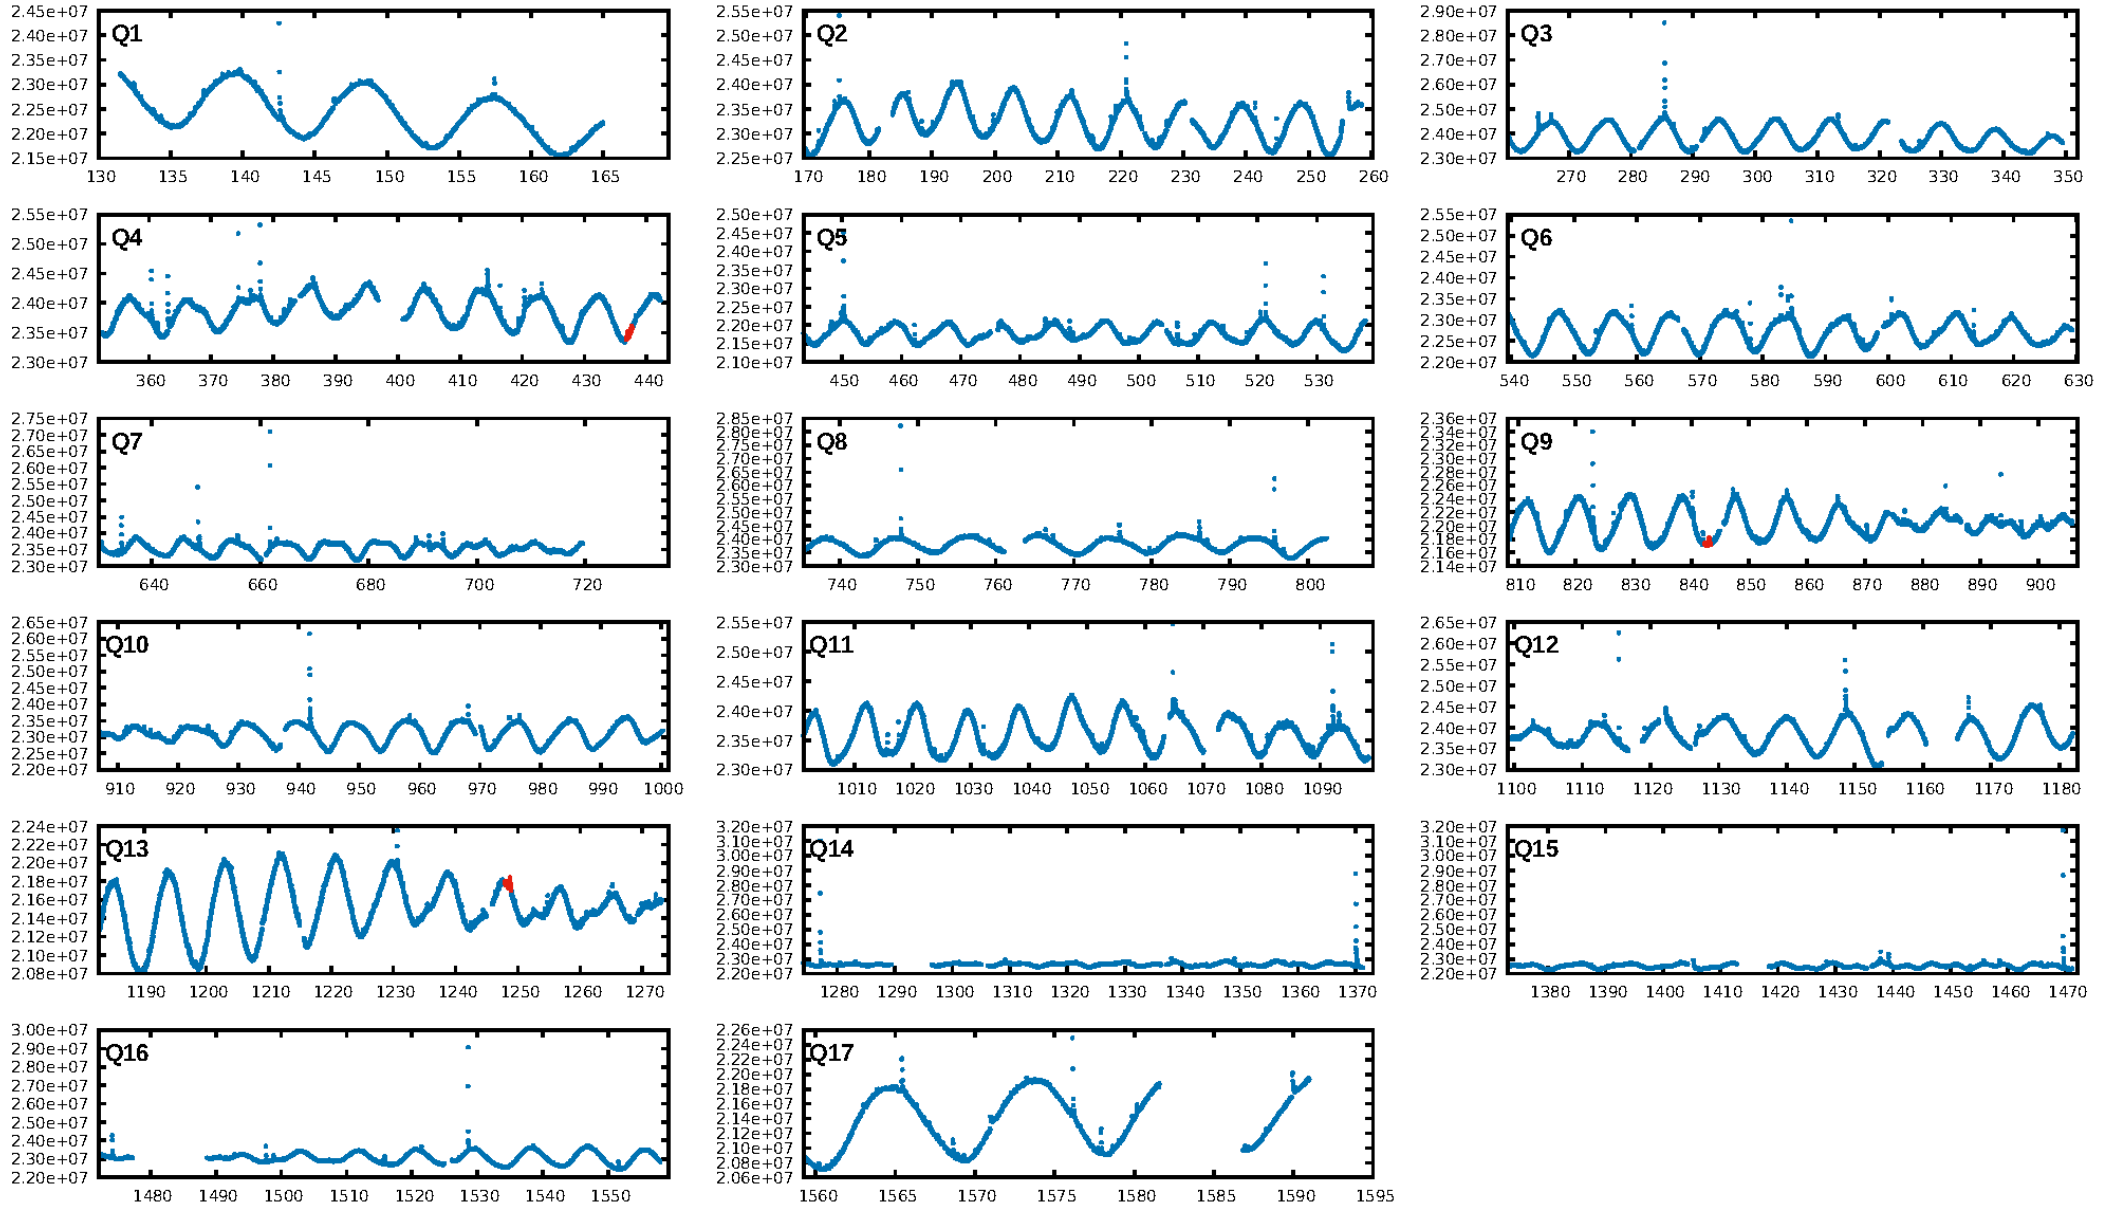 Q1
2.45e+07
2.40e+07
2.35e+07
2.30e+07
2.25e+07
2.20e+07
2.15e+07
130 135 140 145 150 155 160 165
Q2
2.55e+07
2.50e+07
2.45e+07
2.40e+07
2.35e+07
2.30e+07
2.25e+07
170 180 190 200 210 220 230 240 250 260
Q3
2.90e+07
2.80e+07
2.70e+07
2.60e+07
2.50e+07
2.40e+07
2.30e+07
270 280 290 300 310 320 330 340 350
Q4
2.55e+07
2.50e+07
2.45e+07
2.40e+07
2.35e+07
2.30e+07
360 370 380 390 400 410 420 430 440
Q5
2.50e+07
2.45e+07
2.40e+07
2.35e+07
2.30e+07
2.25e+07
2.20e+07
2.15e+07
2.10e+07
450 460 470 480 490 500 510 520 530
Q6
2.55e+07
2.50e+07
2.45e+07
2.40e+07
2.35e+07
2.30e+07
2.25e+07
2.20e+07
540 550 560 570 580 590 600 610 620 630
Q7
2.75e+07
2.70e+07
2.65e+07
2.60e+07
2.55e+07
2.50e+07
2.45e+07
2.40e+07
2.35e+07
2.30e+07
640 660 680 700 720
Q8
2.85e+07
2.80e+07
2.75e+07
2.70e+07
2.65e+07
2.60e+07
2.55e+07
2.50e+07
2.45e+07
2.40e+07
2.35e+07
2.30e+07
740 750 760 770 780 790 800
Q9
2.36e+07
2.34e+07
2.32e+07
2.30e+07
2.28e+07
2.26e+07
2.24e+07
2.22e+07
2.20e+07
2.18e+07
2.16e+07
2.14e+07
810 820 830 840 850 860 870 880 890 900
Q10
2.65e+07
2.60e+07
2.55e+07
2.50e+07
2.45e+07
2.40e+07
2.35e+07
2.30e+07
2.25e+07
2.20e+07
910 920 930 940 950 960 970 980 990 1000
Q11
2.55e+07
2.50e+07
2.45e+07
2.40e+07
2.35e+07
2.30e+07
1010 1020 1030 1040 1050 1060 1070 1080 1090
Q12
2.65e+07
2.60e+07
2.55e+07
2.50e+07
2.45e+07
2.40e+07
2.35e+07
2.30e+07
1100 1110 1120 1130 1140 1150 1160 1170 1180
Q13
2.24e+07
2.22e+07
2.20e+07
2.18e+07
2.16e+07
2.14e+07
2.12e+07
2.10e+07
2.08e+07
1190 1200 1210 1220 1230 1240 1250 1260 1270
Q14
3.20e+07
3.10e+07
3.00e+07
2.90e+07
2.80e+07
2.70e+07
2.60e+07
2.50e+07
2.40e+07
2.30e+07
2.20e+07
1280 1290 1300 1310 1320 1330 1340 1350 1360 1370
Q15
3.20e+07
3.10e+07
3.00e+07
2.90e+07
2.80e+07
2.70e+07
2.60e+07
2.50e+07
2.40e+07
2.30e+07
2.20e+07
1380 1390 1400 1410 1420 1430 1440 1450 1460 1470
Q16
3.00e+07
2.90e+07
2.80e+07
2.70e+07
2.60e+07
2.50e+07
2.40e+07
2.30e+07
2.20e+07
1480 1490 1500 1510 1520 1530 1540 1550
Q17
2.26e+07
2.24e+07
2.22e+07
2.20e+07
2.18e+07
2.16e+07
2.14e+07
2.12e+07
2.10e+07
2.08e+07
2.06e+07
1560 1565 1570 1575 1580 1585 1590 1595